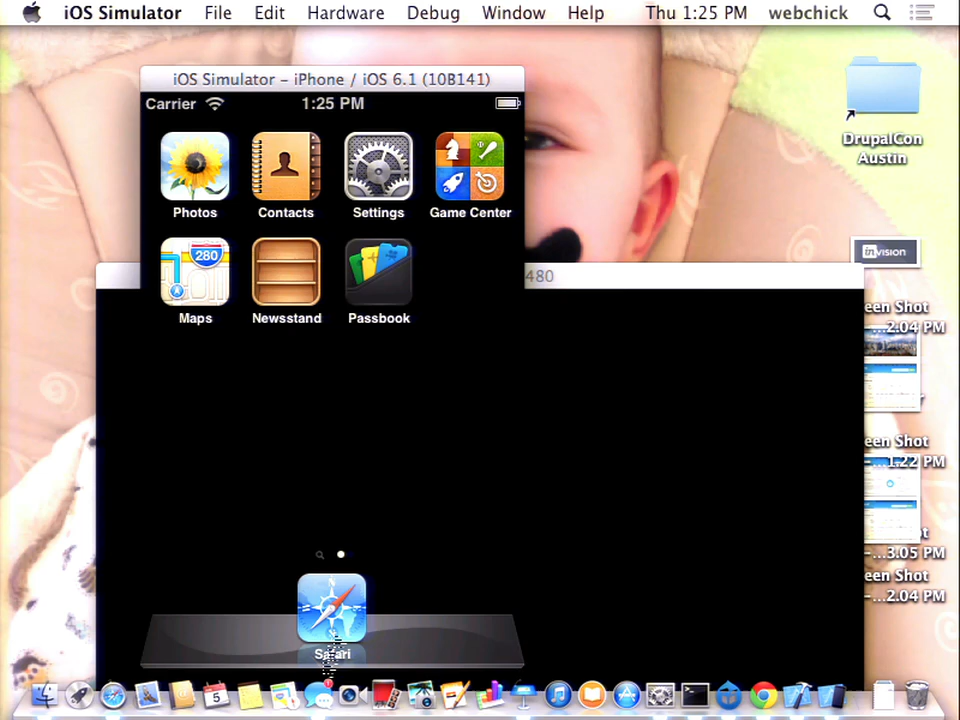 iOS Simulator File Edit Hardware Debug Window Help Thu 1:25 PM webchick
iOS Simulator – iPhone / iOS 6.1 (10B141)
Carrier 1:25 PM
Photos Contacts Settings Game Center
280
Maps Newsstand Passbook
Safari
480
DrupalCon
Austin
invision
een Shot
–...2.04 PM
een Shot
–...1.22 PM
–...3.05 PM
een Shot
–...2.04 PM
5